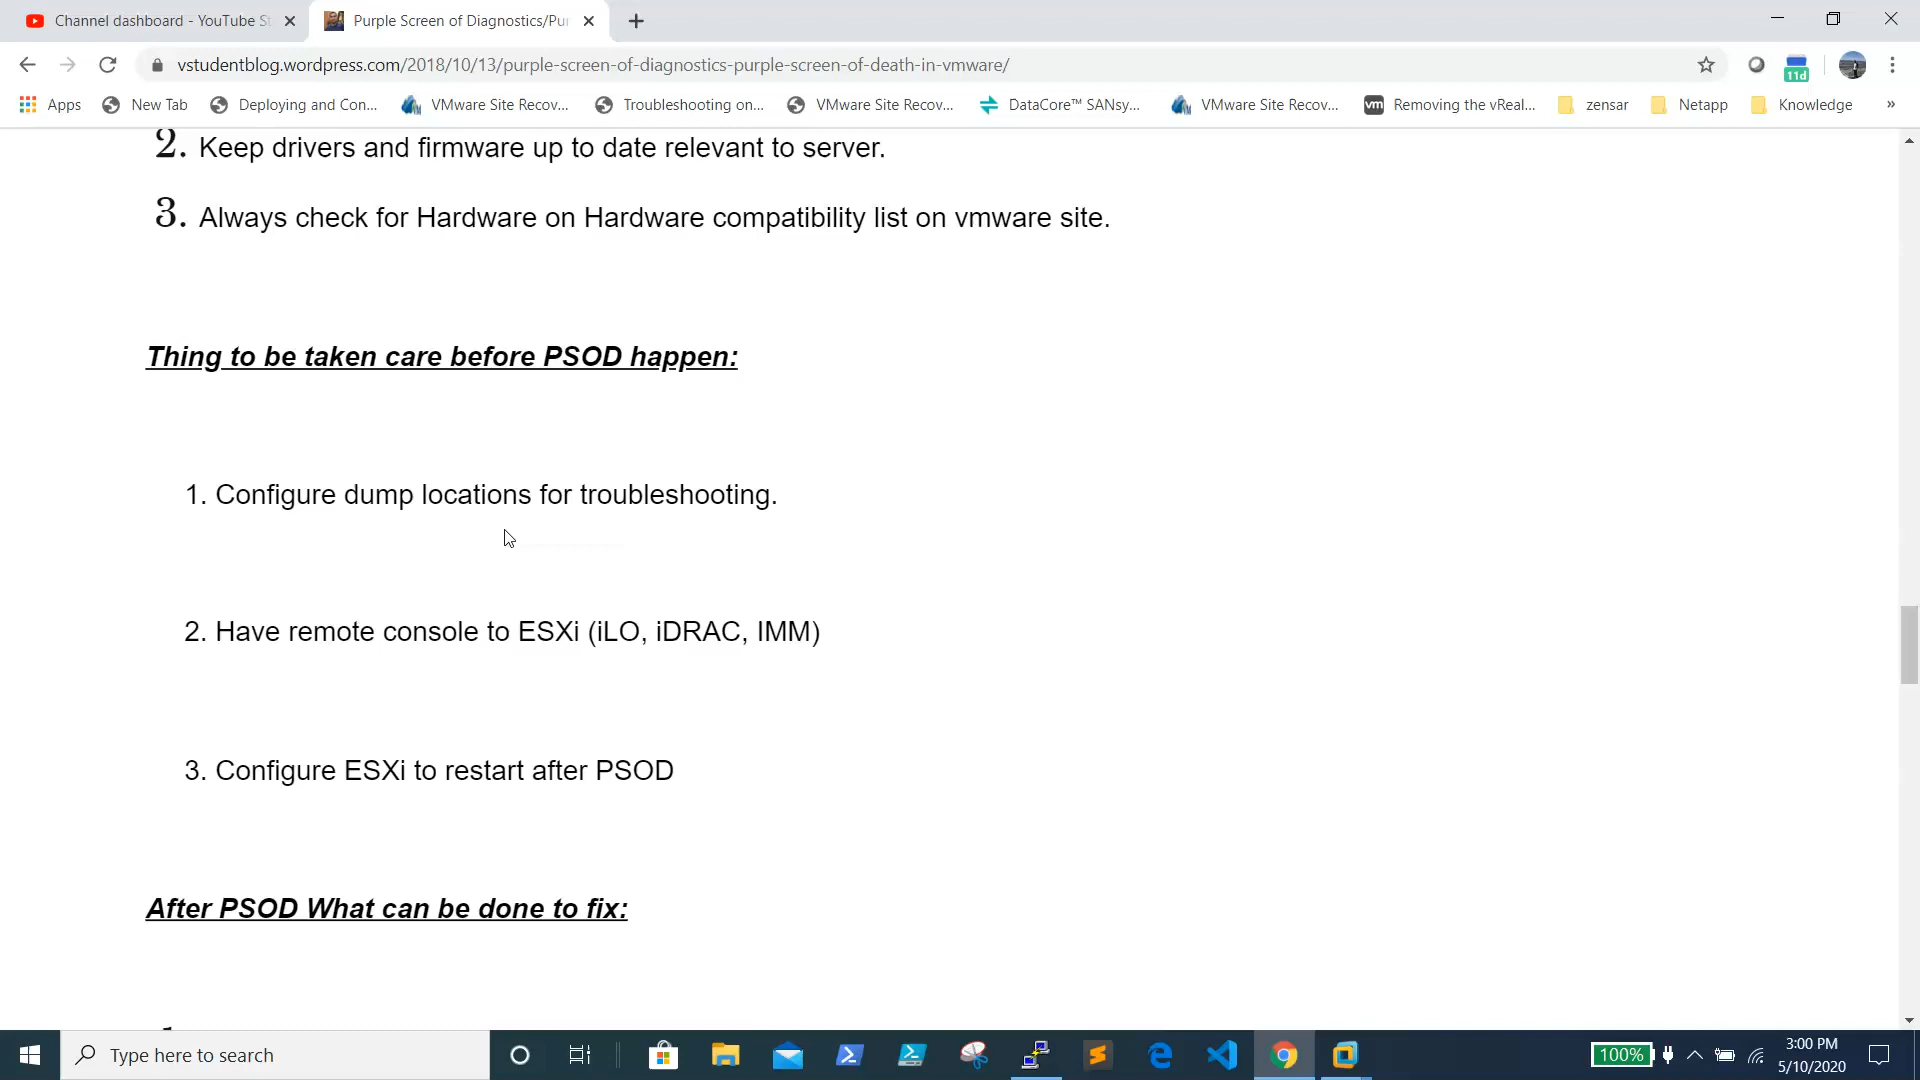 Channel dashboard - YouTube St
Purple Screen of Diagnostics/Pur
vstudentblog.wordpress.com/2018/10/13/purple-screen-of-diagnostics-purple-screen-of-death-in-vmware/
11d
Apps
New Tab
Deploying and Con...
VMware Site Recov...
Troubleshooting on...
VMware Site Recov...
DataCore™ SANsy...
VMware Site Recov...
vm
Removing the vReal...
zensar
Netapp
Knowledge
»
2. Keep drivers and firmware up to date relevant to server.
3. Always check for Hardware on Hardware compatibility list on vmware site.
Thing to be taken care before PSOD happen:
1. Configure dump locations for troubleshooting.
2. Have remote console to ESXi (iLO, iDRAC, IMM)
3. Configure ESXi to restart after PSOD
After PSOD What can be done to fix:
Type here to search
100%
3:00 PM
5/10/2020